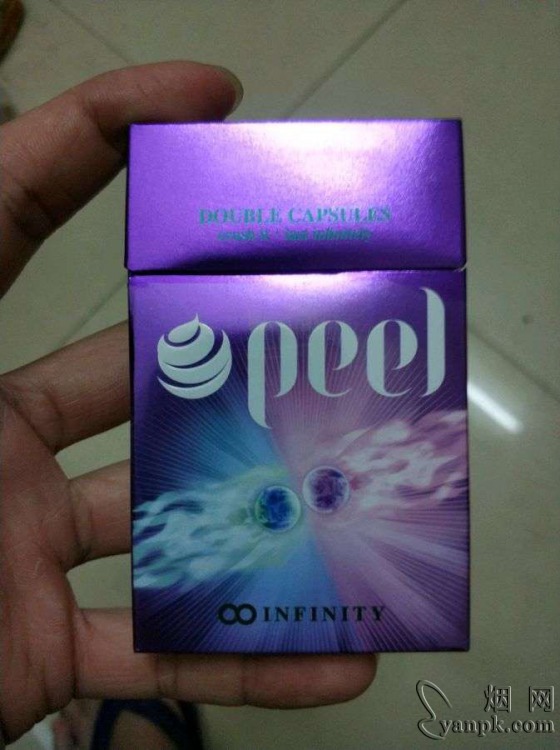 DOUBLE CAPSULES
peel
∞ INFINITY
烟网
yanpk.com